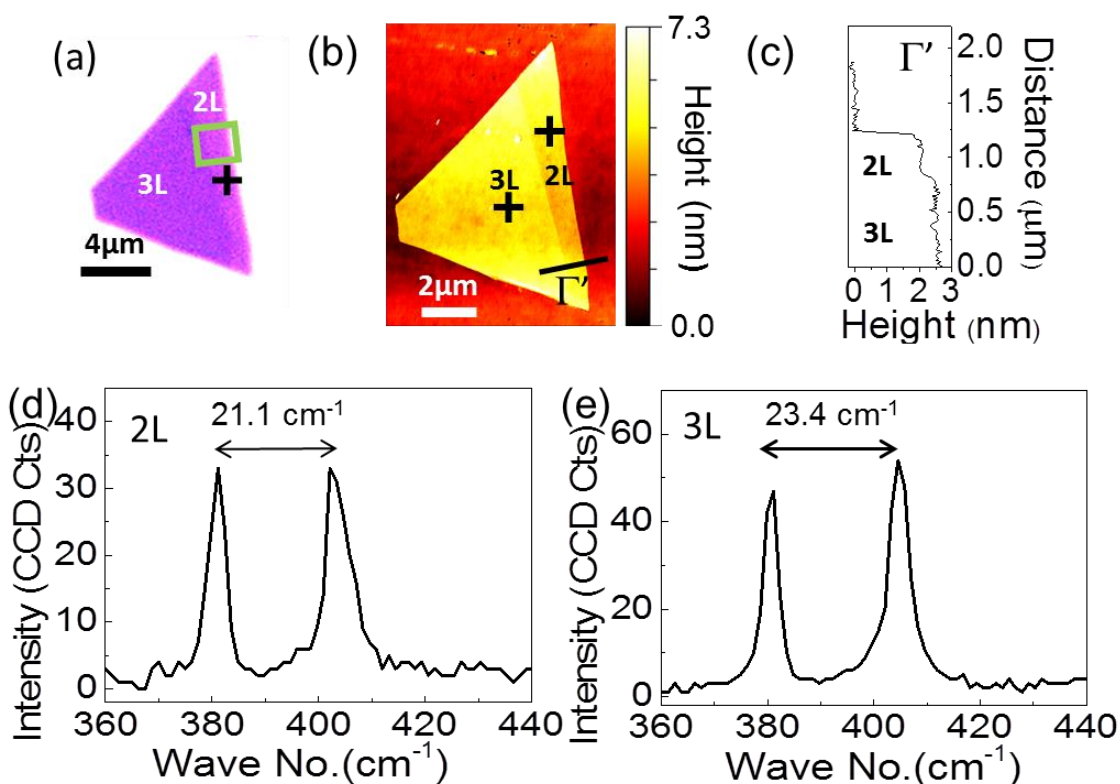 (a)
2L
3L
4μm
(b)
3L
2L
2μm
Γ'
7.3
Height (nm)
0.0
(c)
Γ'
2L
3L
2.0
1.5
1.0
0.5
0.0
Distance (μm)
0 1 2 3
Height (nm)
(d)
2L
21.1 cm⁻¹
40
30
20
10
0
Intensity (CCD Cts)
360 380 400 420 440
Wave No.(cm⁻¹)
(e)
3L
23.4 cm⁻¹
60
40
20
0
Intensity (CCD Cts)
360 380 400 420 440
Wave No.(cm⁻¹)